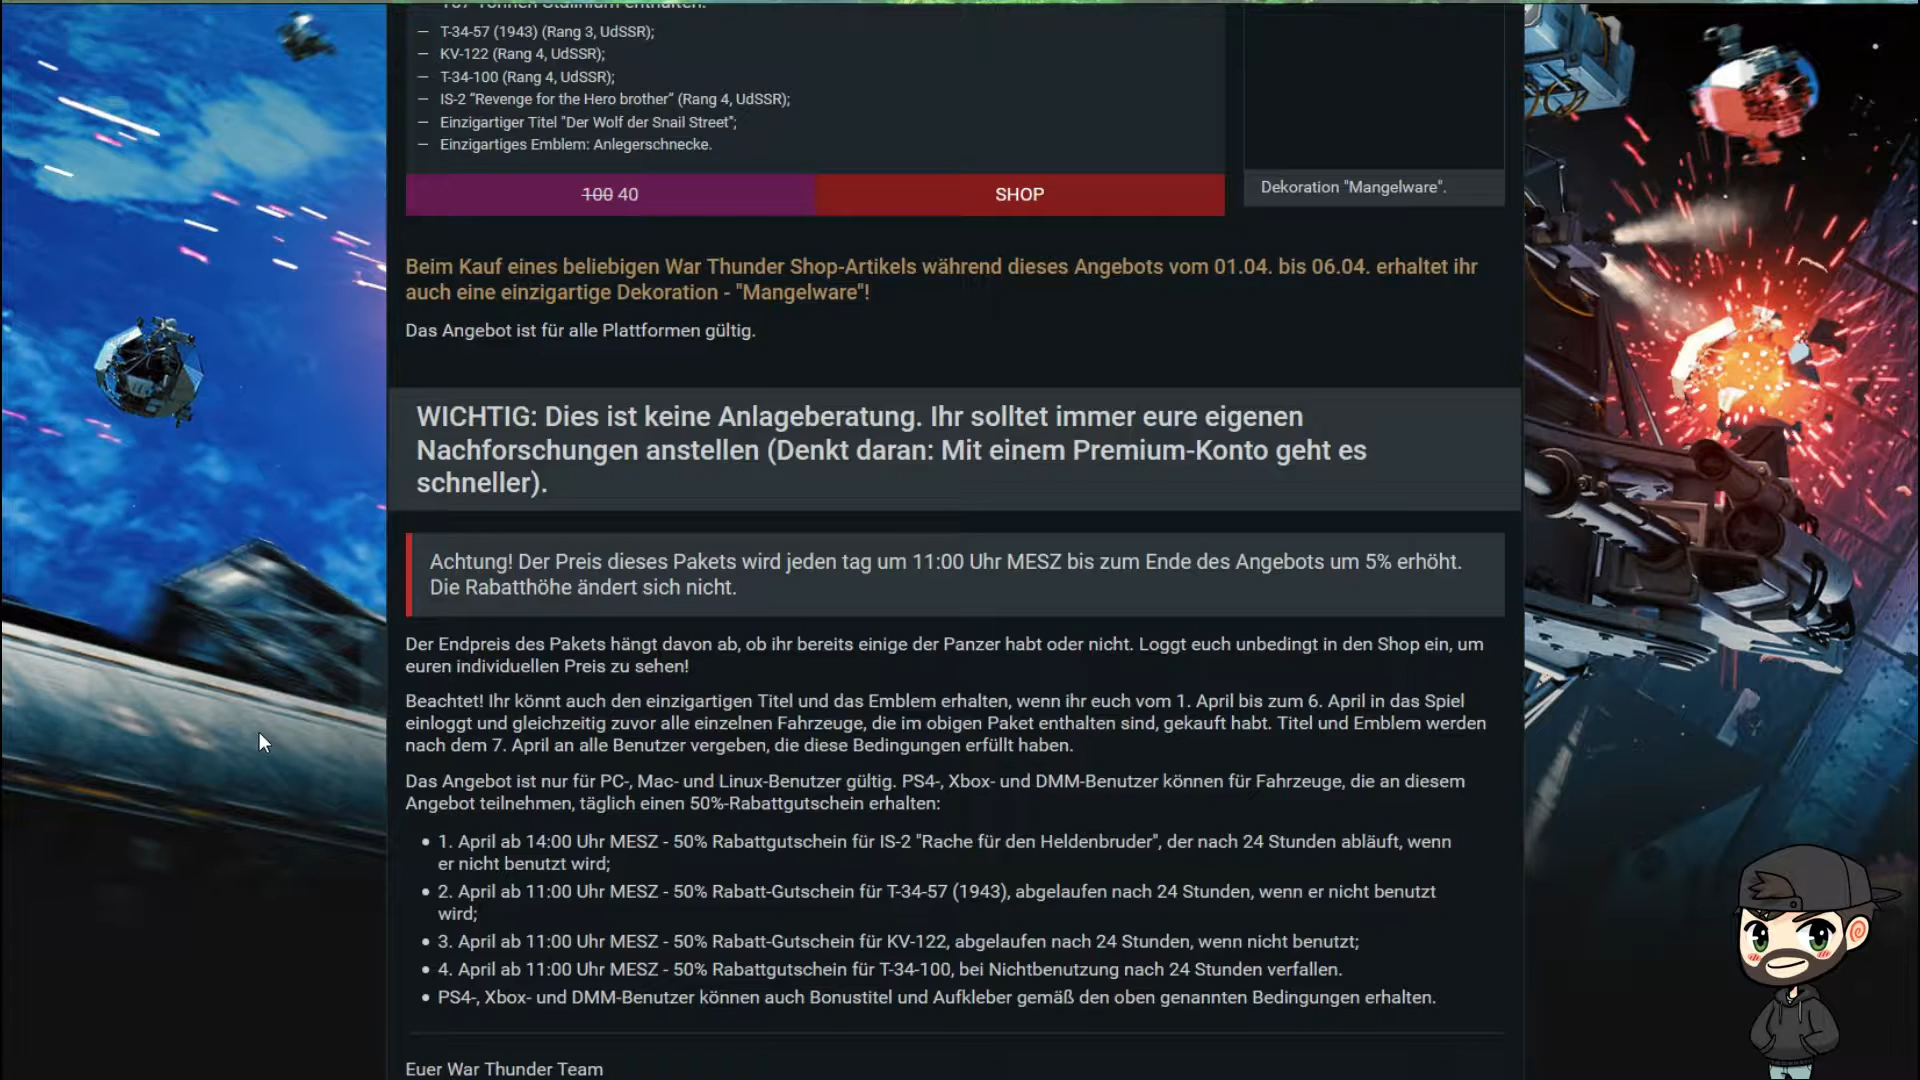 — T-34-57 (1943) (Rang 3, UdSSR);
— KV-122 (Rang 4, UdSSR);
— T-34-100 (Rang 4, UdSSR);
— IS-2 “Revenge for the Hero brother” (Rang 4, UdSSR);
— Einzigartiger Titel "Der Wolf der Snail Street";
— Einzigartiges Emblem: Anlegerschnecke.
100 40
SHOP
Dekoration "Mangelware".
Beim Kauf eines beliebigen War Thunder Shop-Artikels während dieses Angebots vom 01.04. bis 06.04. erhaltet ihr
auch eine einzigartige Dekoration - "Mangelware"!
Das Angebot ist für alle Plattformen gültig.
WICHTIG: Dies ist keine Anlageberatung. Ihr solltet immer eure eigenen
Nachforschungen anstellen (Denkt daran: Mit einem Premium-Konto geht es
schneller).
Achtung! Der Preis dieses Pakets wird jeden tag um 11:00 Uhr MESZ bis zum Ende des Angebots um 5% erhöht.
Die Rabatthöhe ändert sich nicht.
Der Endpreis des Pakets hängt davon ab, ob ihr bereits einige der Panzer habt oder nicht. Loggt euch unbedingt in den Shop ein, um
euren individuellen Preis zu sehen!
Beachtet! Ihr könnt auch den einzigartigen Titel und das Emblem erhalten, wenn ihr euch vom 1. April bis zum 6. April in das Spiel
einloggt und gleichzeitig zuvor alle einzelnen Fahrzeuge, die im obigen Paket enthalten sind, gekauft habt. Titel und Emblem werden
nach dem 7. April an alle Benutzer vergeben, die diese Bedingungen erfüllt haben.
Das Angebot ist nur für PC-, Mac- und Linux-Benutzer gültig. PS4-, Xbox- und DMM-Benutzer können für Fahrzeuge, die an diesem
Angebot teilnehmen, täglich einen 50%-Rabattgutschein erhalten:
• 1. April ab 14:00 Uhr MESZ - 50% Rabattgutschein für IS-2 "Rache für den Heldenbruder", der nach 24 Stunden abläuft, wenn
er nicht benutzt wird;
• 2. April ab 11:00 Uhr MESZ - 50% Rabatt-Gutschein für T-34-57 (1943), abgelaufen nach 24 Stunden, wenn er nicht benutzt
wird;
• 3. April ab 11:00 Uhr MESZ - 50% Rabatt-Gutschein für KV-122, abgelaufen nach 24 Stunden, wenn nicht benutzt;
• 4. April ab 11:00 Uhr MESZ - 50% Rabattgutschein für T-34-100, bei Nichtbenutzung nach 24 Stunden verfallen.
• PS4-, Xbox- und DMM-Benutzer können auch Bonustitel und Aufkleber gemäß den oben genannten Bedingungen erhalten.
Euer War Thunder Team